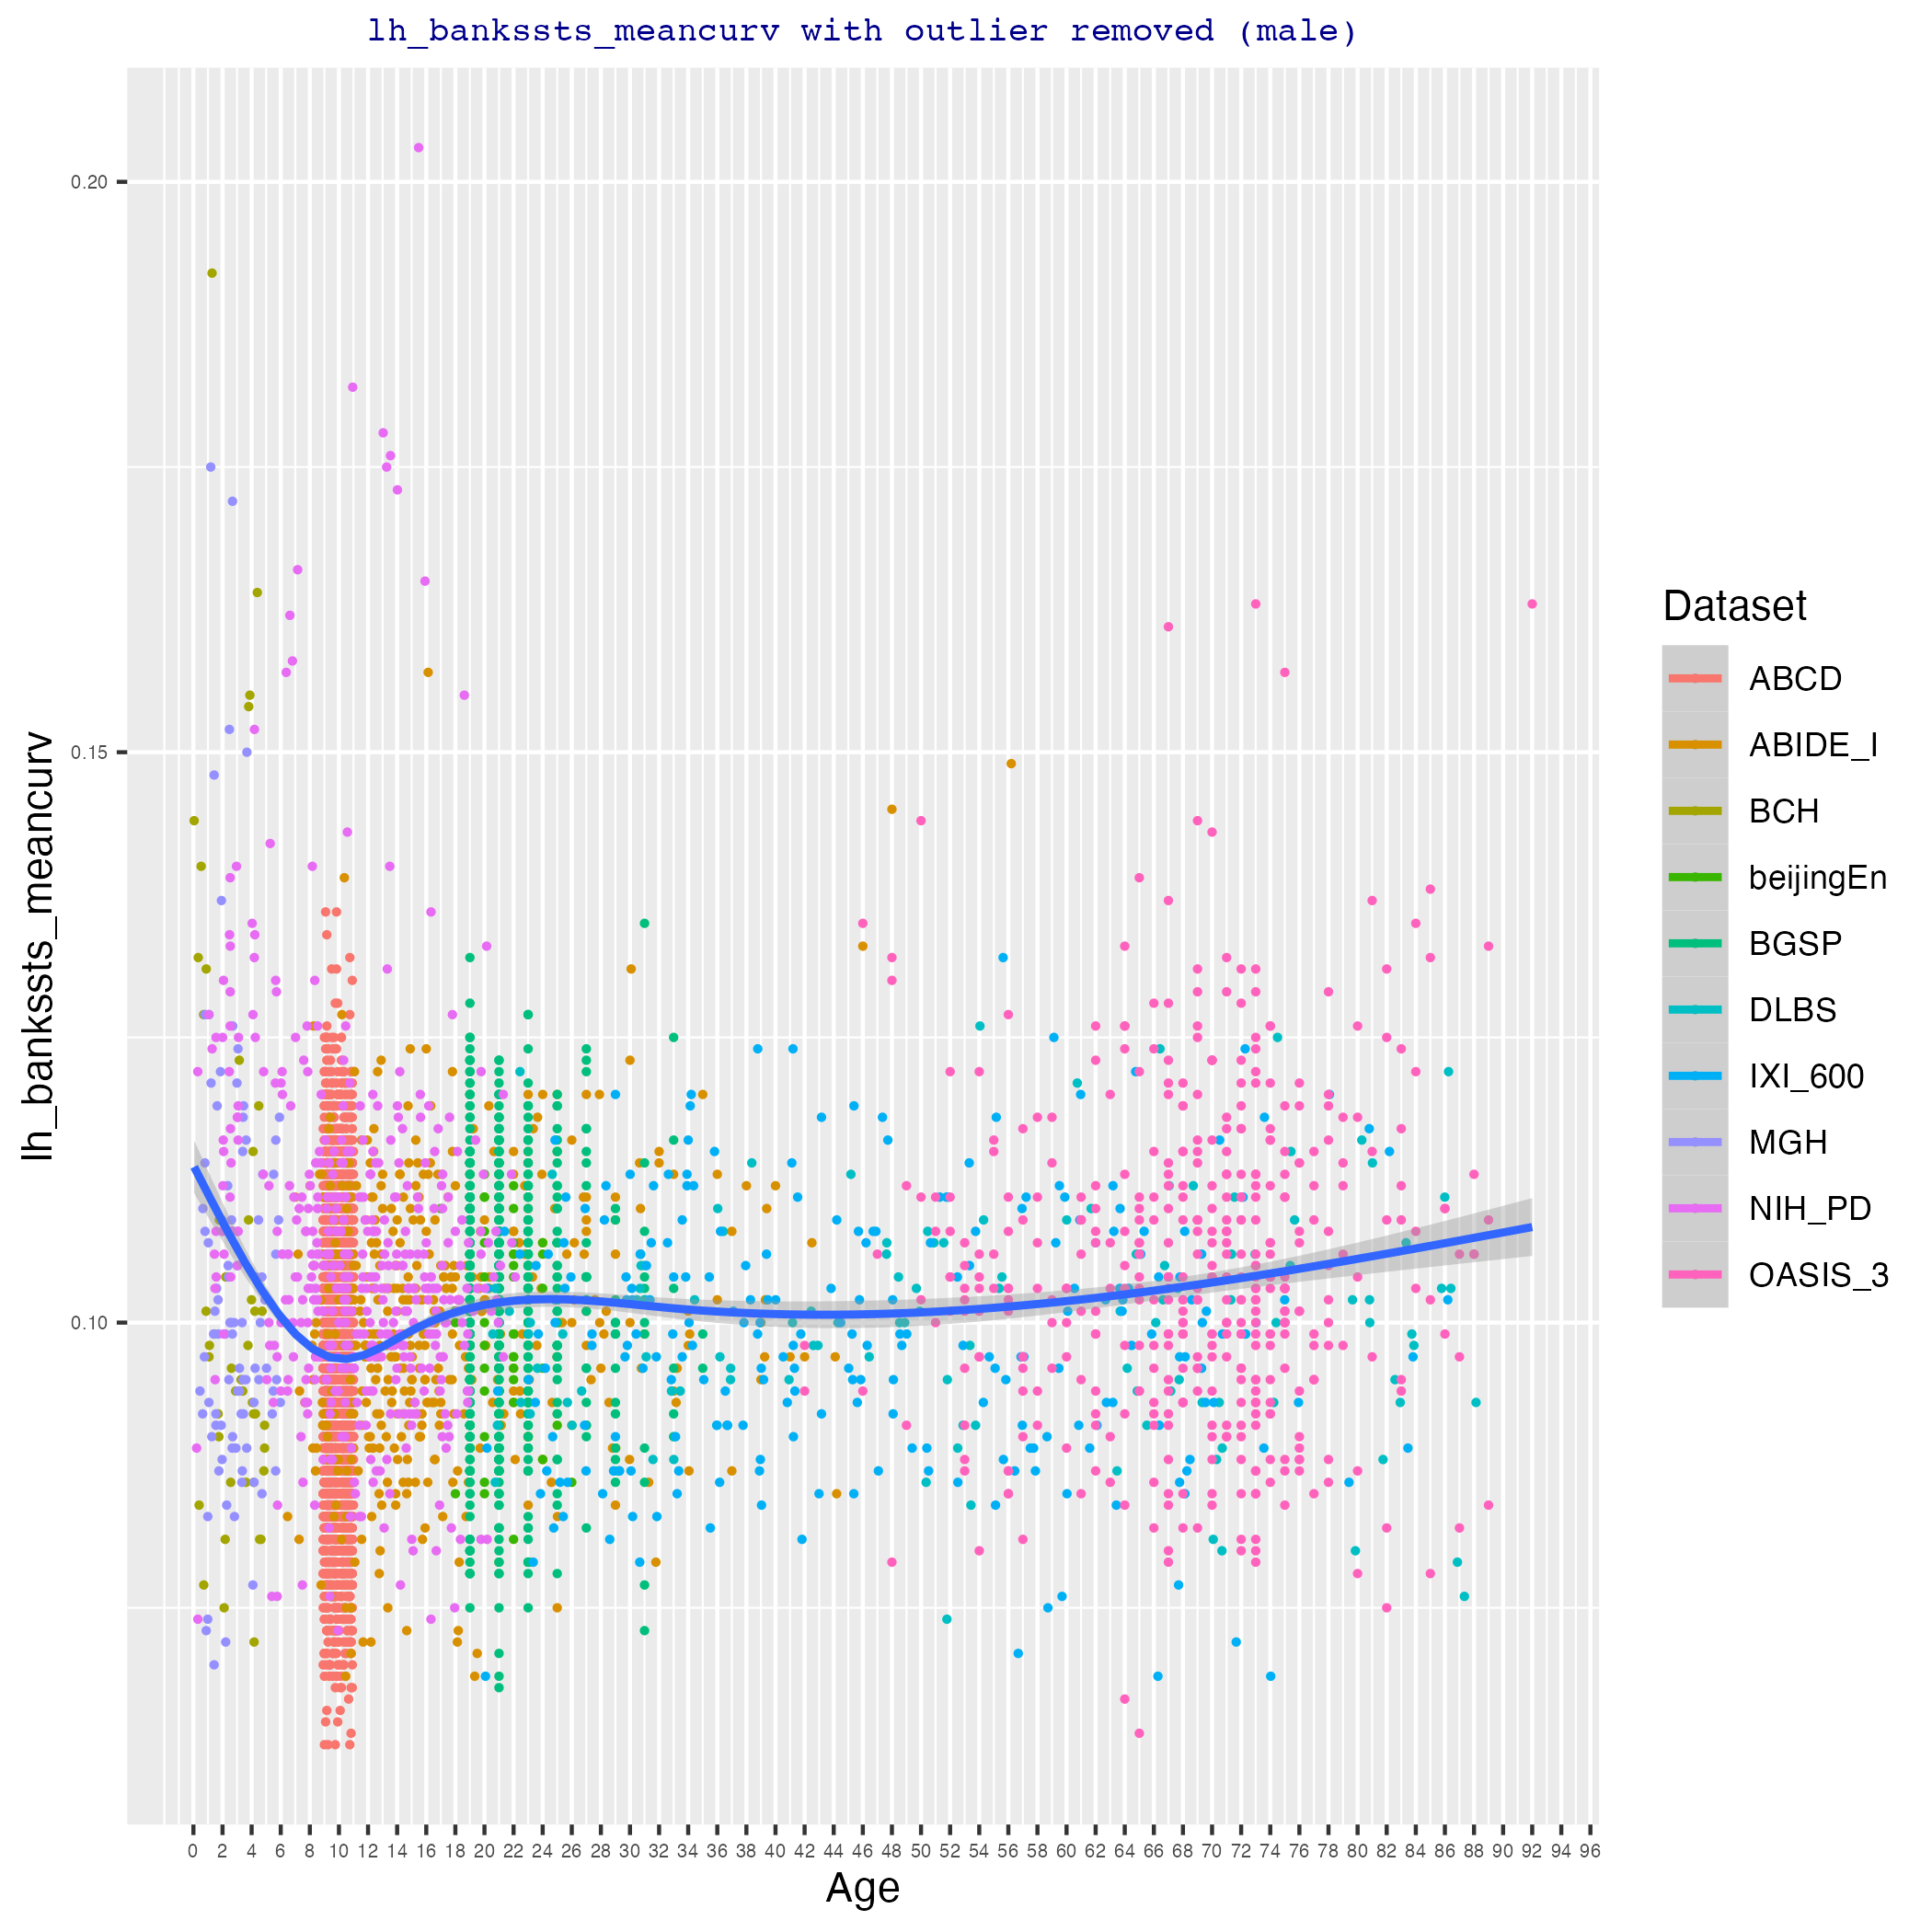 lh_bankssts_meancurv with outlier removed (male)
lh_bankssts_meancurv
0.20
0.15
0.10
0 2 4 6 8 10 12 14 16 18 20 22 24 26 28 30 32 34 36 38 40 42 44 46 48 50 52 54 56 58 60 62 64 66 68 70 72 74 76 78 80 82 84 86 88 90 92 94 96
Age
Dataset
ABCD
ABIDE_I
BCH
beijingEn
BGSP
DLBS
IXI_600
MGH
NIH_PD
OASIS_3